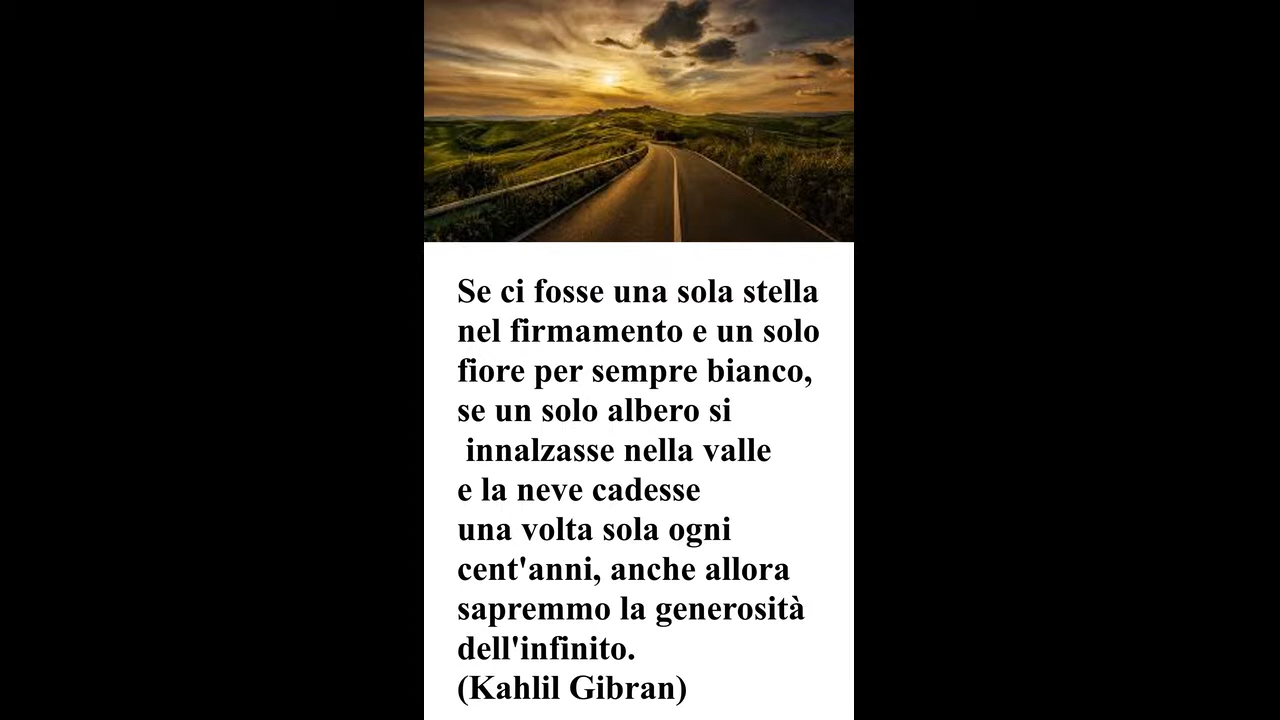 Se ci fosse una sola stella
nel firmamento e un solo
fiore per sempre bianco,
se un solo albero si
innalzasse nella valle
e la neve cadesse
una volta sola ogni
cent'anni, anche allora
sapremmo la generosità
dell'infinito.
(Kahlil Gibran)